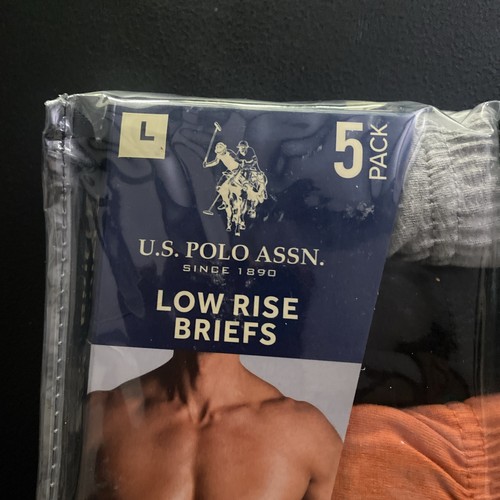 L
5 PACK
U.S. POLO ASSN.
SINCE 1890
LOW RISE
BRIEFS